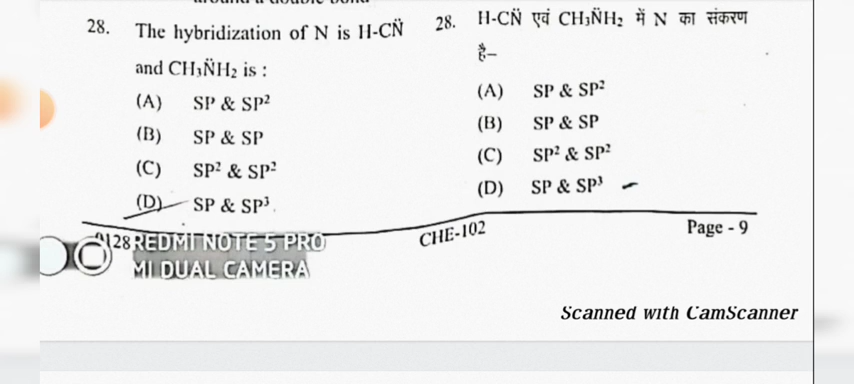 28. The hybridization of N is H-CN̈
and CH₃N̈H₂ is :
(A) SP & SP²
(B) SP & SP
(C) SP² & SP²
(D) SP & SP³
28. H-CN̈ एवं CH₃N̈H₂ में N का संकरण
है–
(A) SP & SP²
(B) SP & SP
(C) SP² & SP²
(D) SP & SP³
CHE-102
Page - 9
REDMI NOTE 5 PRO
MI DUAL CAMERA
Scanned with CamScanner